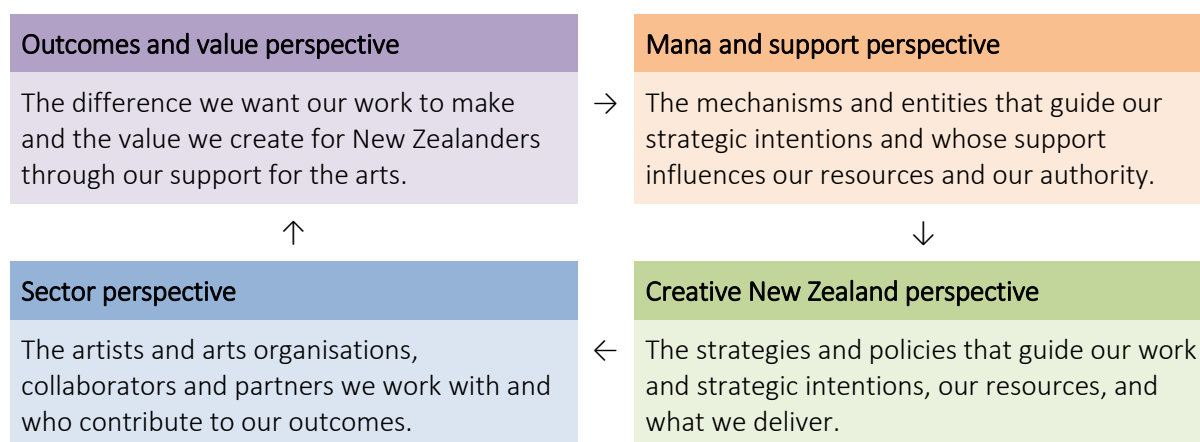 Outcomes and value perspective
The difference we want our work to make
and the value we create for New Zealanders
through our support for the arts.
→
Mana and support perspective
The mechanisms and entities that guide our
strategic intentions and whose support
influences our resources and our authority.
↑
↓
Sector perspective
The artists and arts organisations,
collaborators and partners we work with and
who contribute to our outcomes.
←
Creative New Zealand perspective
The strategies and policies that guide our work
and strategic intentions, our resources, and
what we deliver.